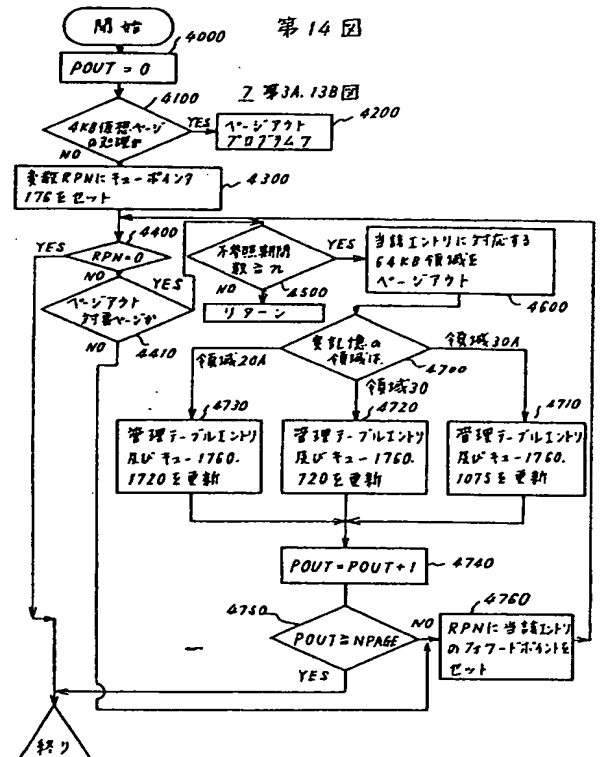 第14図
開始
4000
POUT = 0
4100
第3A.13B図
4KB仮想ページ
の処理か
YES
ページアウト
プログラム7
4200
NO
変数RPNにキューポインタ
176をセット
4300
4400
YES
RPN=0
NO
YES
ページアウト
対象ページか
4410
NO
不参照期間
数≧n
YES
NO
4500
リターン
当該エントリに対応する
64KB領域を
ページアウト
4600
実記憶の
領域は
4700
領域20A
領域30
領域30A
4730
管理テーブルエントリ
及びキュー1760.
1720を更新
4720
管理テーブルエントリ
及びキュー1760.
720を更新
4710
管理テーブルエントリ
及びキュー1760.
1075を更新
POUT=POUT+1
4740
4750
POUT≧NPAGE
NO
YES
4760
RPNに当該エントリ
のフォワードポイントを
セット
終り